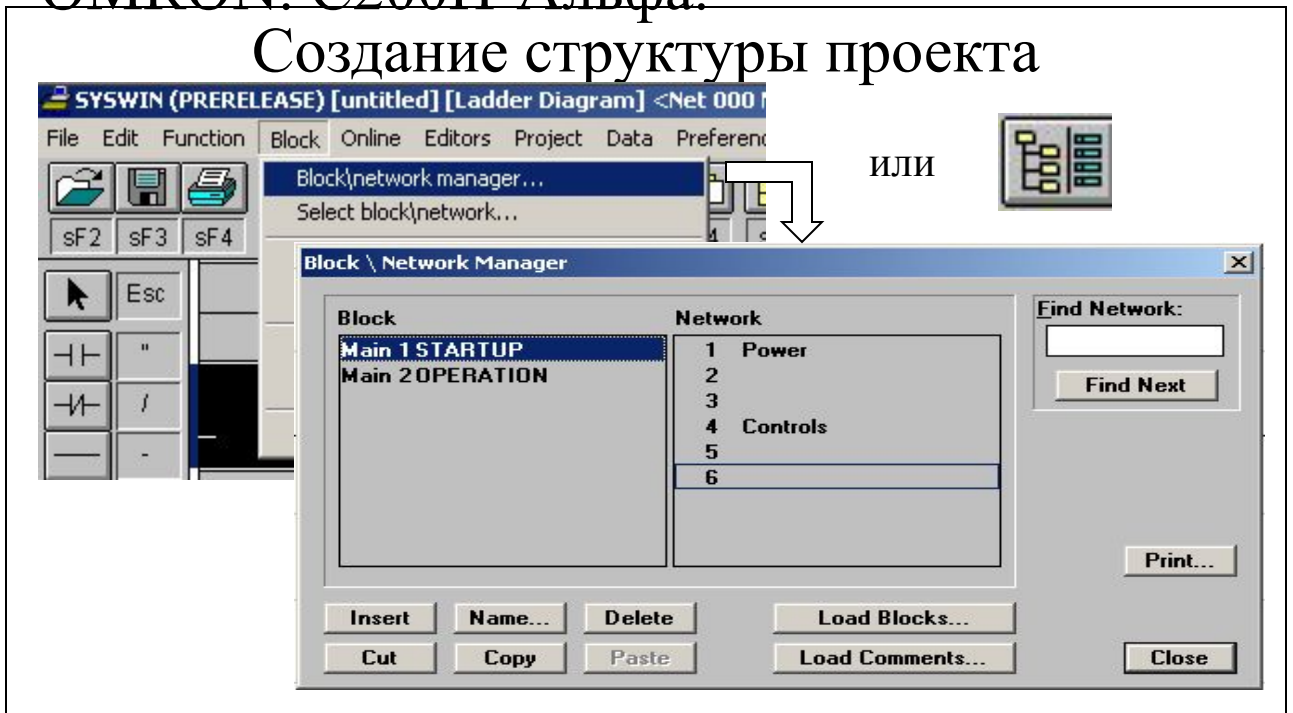 OMRON. C200H-Альфа.
Создание структуры проекта
SYSWIN (PRERELEASE) [untitled] [Ladder Diagram] <Net 000
File Edit Function Block Online Editors Project Data
или
Block\network manager...
Select block\network...
sF2 sF3 sF4
Block \ Network Manager
Esc
Block Network Find Network:
Main 1 STARTUP 1 Power
Main 2 OPERATION 2
" 3
Find Next
/ 4 Controls
- 5
6
Print...
Insert Name... Delete Load Blocks...
Cut Copy Paste Load Comments... Close